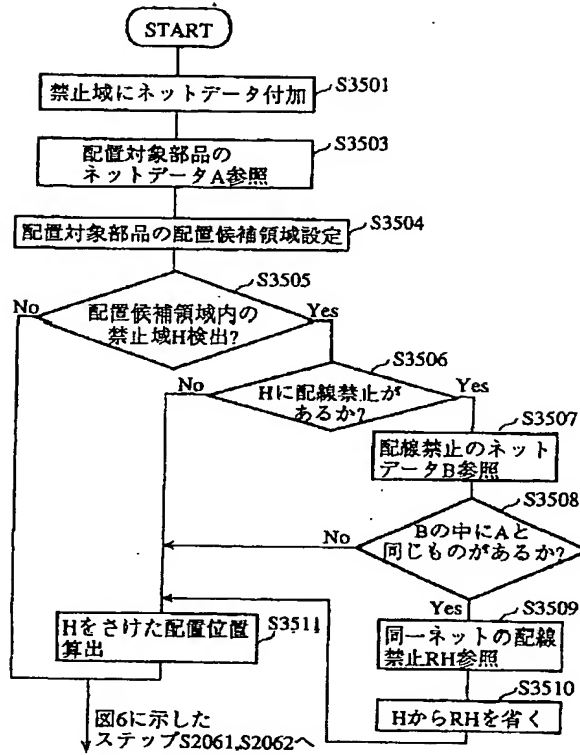 START
S3501
禁止域にネットデータ付加
S3503
配置対象部品の
ネットデータA参照
S3504
配置対象部品の配置候補領域設定
S3505
No
Yes
配置候補領域内の
禁止域H検出?
S3506
No
Yes
Hに配線禁止が
あるか?
S3507
配線禁止のネット
データB参照
S3508
No
Bの中にAと
同じものがあるか?
Yes
S3509
S3511
Hをさけた配置位置
算出
同一ネットの配線
禁止RH参照
S3510
HからRHを省く
図6に示した
ステップS2061,S2062へ